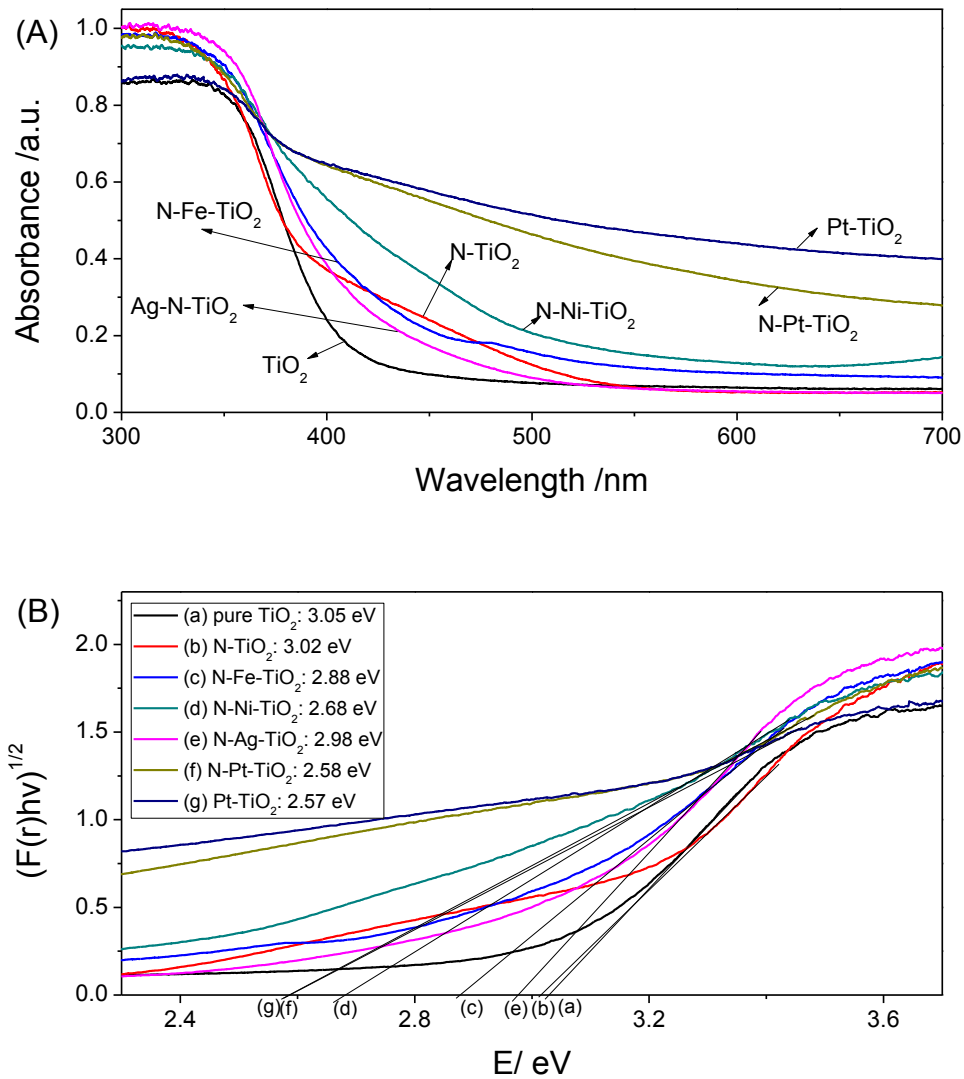 (A)
1.0
0.8
0.6
0.4
0.2
0.0
Absorbance /a.u.
N-Fe-TiO₂
Ag-N-TiO₂
TiO₂
N-TiO₂
N-Ni-TiO₂
Pt-TiO₂
N-Pt-TiO₂
300 400 500 600 700
Wavelength /nm
(B)
2.0
1.5
1.0
0.5
0.0
(F(r)hv)^1/2
(a) pure TiO₂: 3.05 eV
(b) N-TiO₂: 3.02 eV
(c) N-Fe-TiO₂: 2.88 eV
(d) N-Ni-TiO₂: 2.68 eV
(e) N-Ag-TiO₂: 2.98 eV
(f) N-Pt-TiO₂: 2.58 eV
(g) Pt-TiO₂: 2.57 eV
(g) (f) (d) (c) (e) (b) (a)
2.4 2.8 3.2 3.6
E/ eV